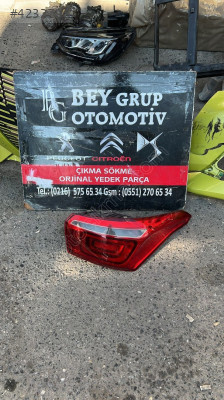 #423
BEY GRUP
OTOMOTİV
PEUGEOT CITROËN
ÇIKMA SÖKME
ORJİNAL YEDEK PARÇA
Tel.: (0216) 575 65 34 Gsm : (0551) 270 65 34